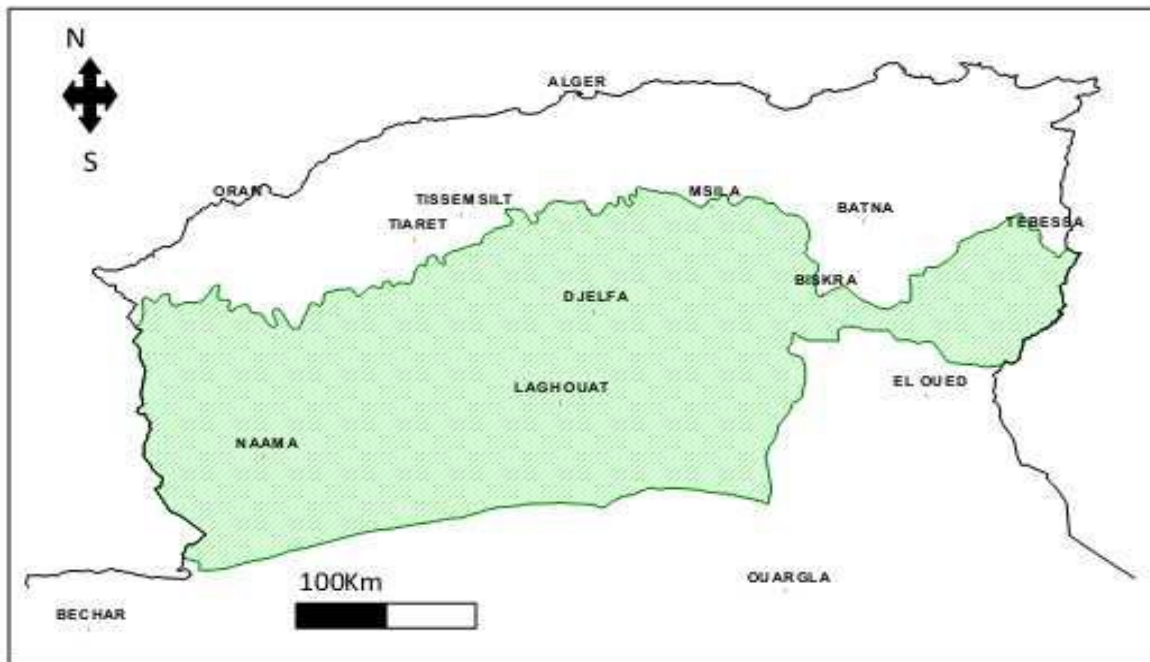 N
S
ALGER
ORAN
TISSEMSILT
MSILA
BATNA
TIARET
TEBESSA
BISKRA
DJELFA
LAGHOUAT
EL OUED
NAAMA
OUARGLA
100Km
BECHAR